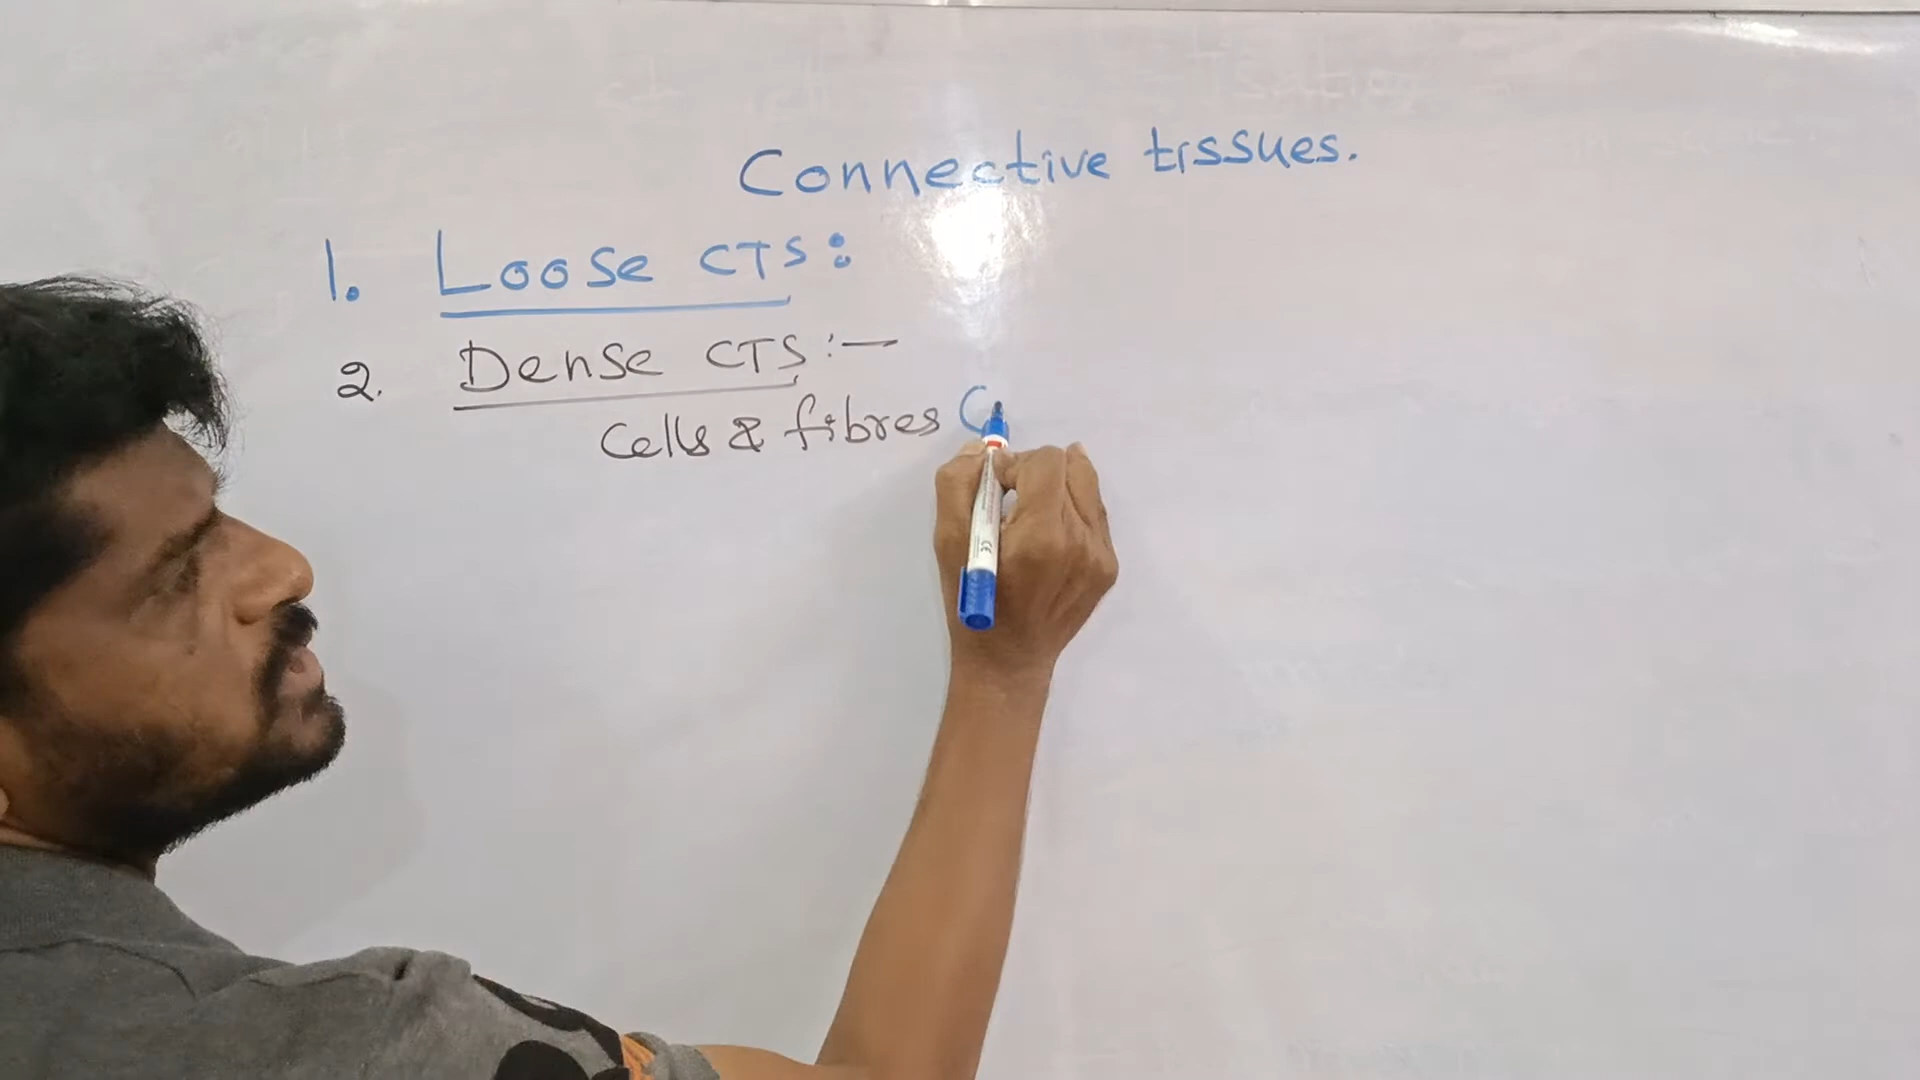 Connective tissues.
1. Loose CTS:
2. Dense CTS:-
Cells & fibres C